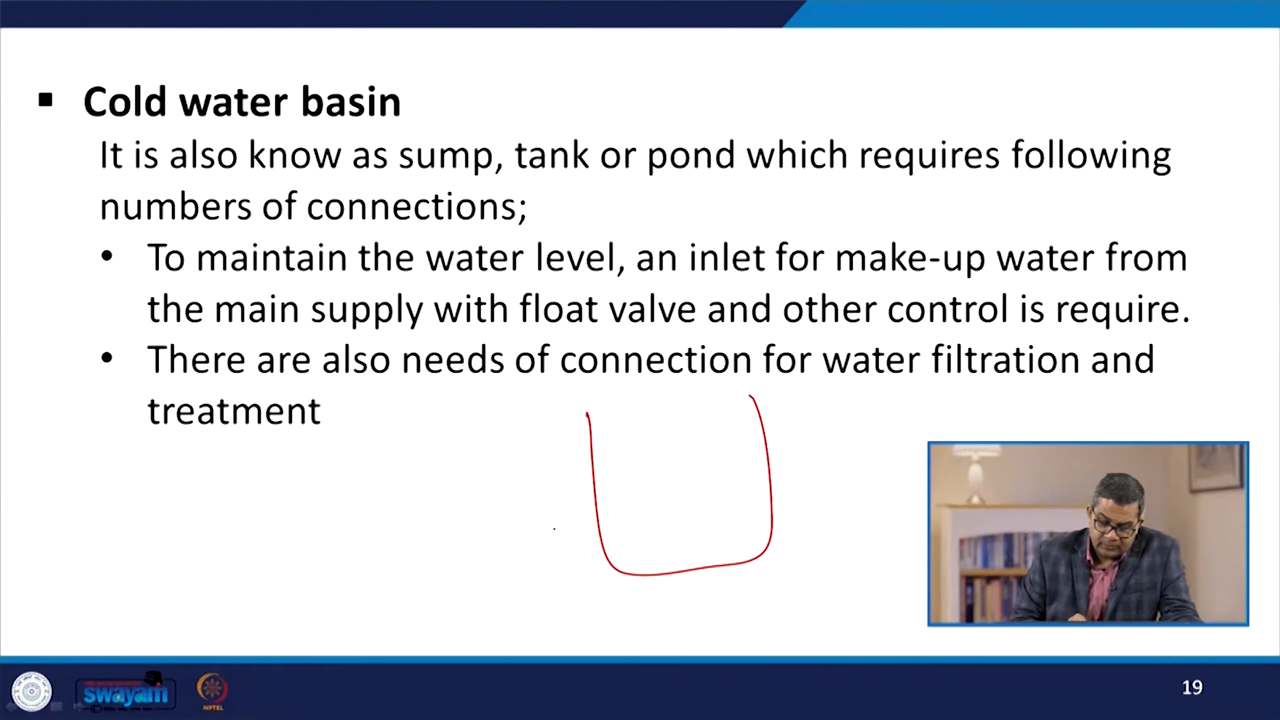 ▪ Cold water basin
It is also know as sump, tank or pond which requires following
numbers of connections;
• To maintain the water level, an inlet for make-up water from
the main supply with float valve and other control is require.
• There are also needs of connection for water filtration and
treatment
swayam
NPTEL
19